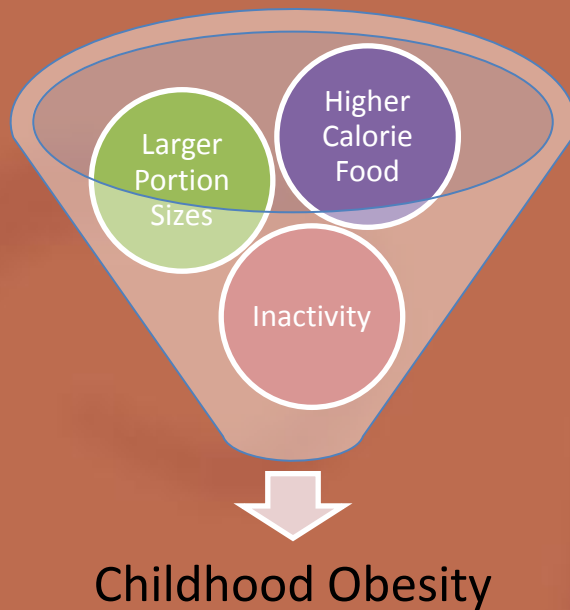 Larger
Portion
Sizes
Higher
Calorie
Food
Inactivity
Childhood Obesity